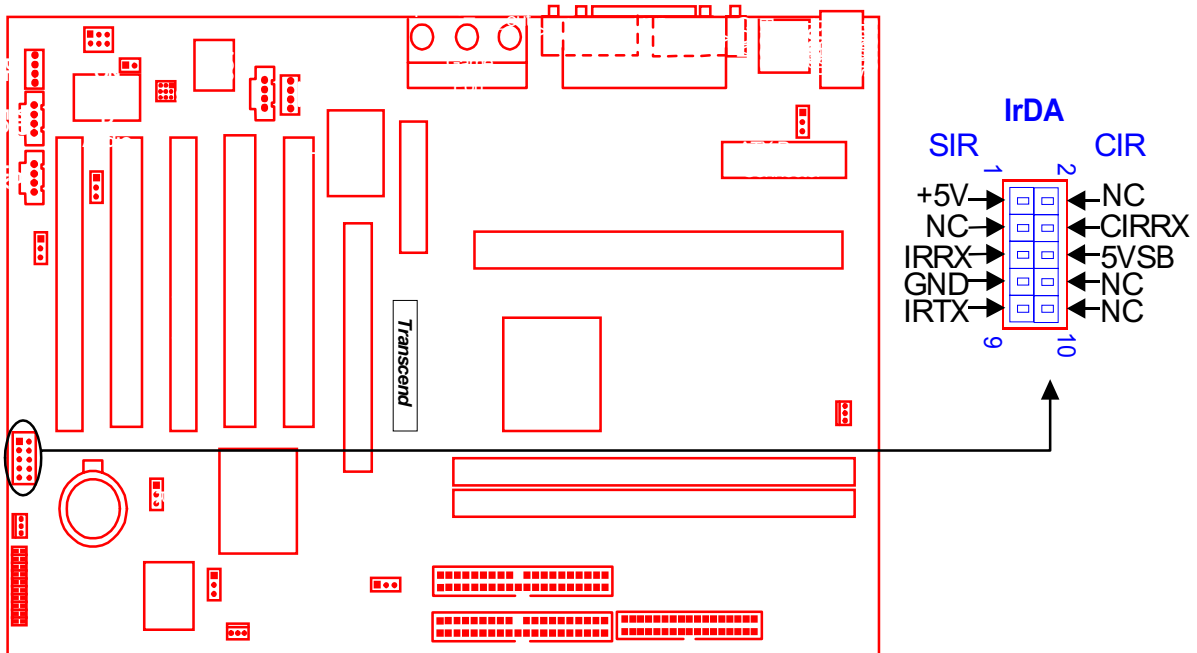 IrDA
SIR CIR
1 2
+5V NC
NC CIRRX
IRRX 5VSB
GND NC
IRTX NC
9 10
Transcend